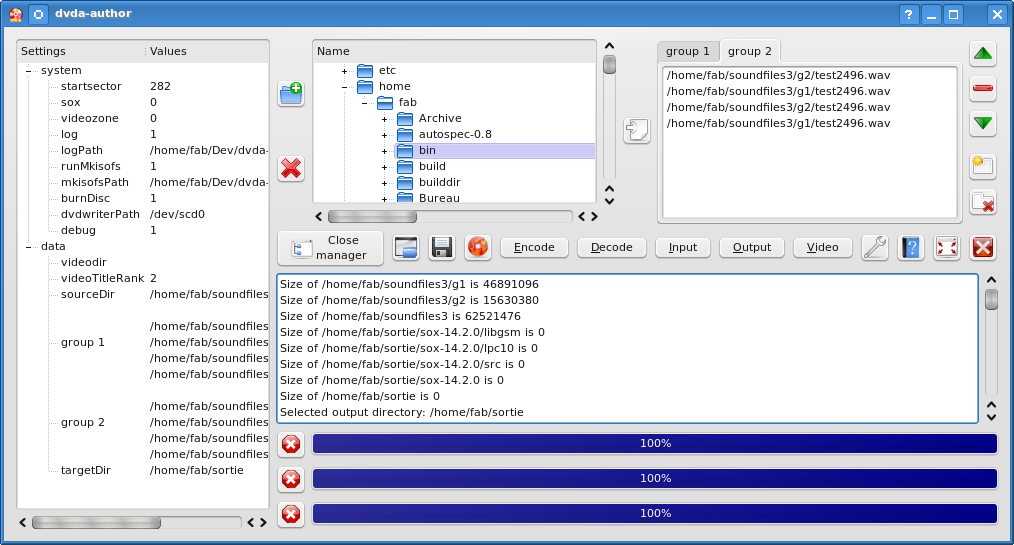 dvda-author
Settings Values
system
startsector 282
sox 0
videozone 0
log 1
logPath /home/fab/Dev/dvda-
runMkisofs 1
mkisofsPath /home/fab/Dev/dvda-
burnDisc 1
dvdwriterPath /dev/scd0
debug 1
data
videodir
videoTitleRank 2
sourceDir /home/fab/soundfiles
/home/fab/soundfiles
group 1 /home/fab/soundfiles
/home/fab/soundfiles
/home/fab/soundfiles
/home/fab/soundfiles
group 2 /home/fab/soundfiles
/home/fab/soundfiles
/home/fab/soundfiles
targetDir /home/fab/sortie
Name
etc
home
fab
Archive
autospec-0.8
bin
build
builddir
Bureau
group 1 group 2
/home/fab/soundfiles3/g2/test2496.wav
/home/fab/soundfiles3/g1/test2496.wav
/home/fab/soundfiles3/g2/test2496.wav
/home/fab/soundfiles3/g1/test2496.wav
Close
manager
Encode Decode Input Output Video
Size of /home/fab/soundfiles3/g1 is 46891096
Size of /home/fab/soundfiles3/g2 is 15630380
Size of /home/fab/soundfiles3 is 62521476
Size of /home/fab/sortie/sox-14.2.0/libgsm is 0
Size of /home/fab/sortie/sox-14.2.0/lpc10 is 0
Size of /home/fab/sortie/sox-14.2.0/src is 0
Size of /home/fab/sortie/sox-14.2.0 is 0
Size of /home/fab/sortie is 0
Selected output directory: /home/fab/sortie
100%
100%
100%